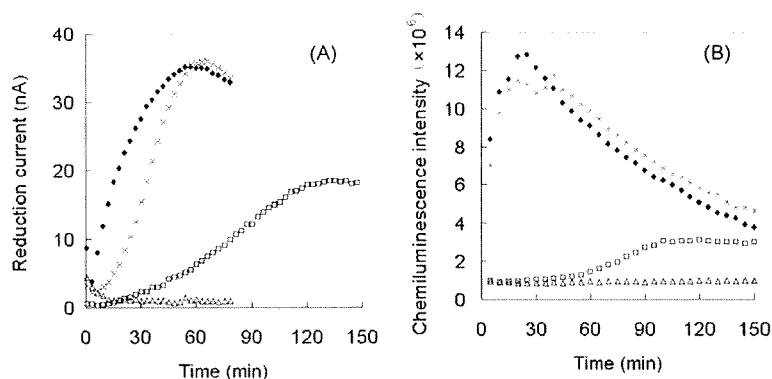 (A)
Reduction current (nA)
40
30
20
10
0
0 30 60 90 120 150
Time (min)
(B)
Chemiluminescence intensity (×10⁶)
14
12
10
8
6
4
2
0
0 30 60 90 120 150
Time (min)